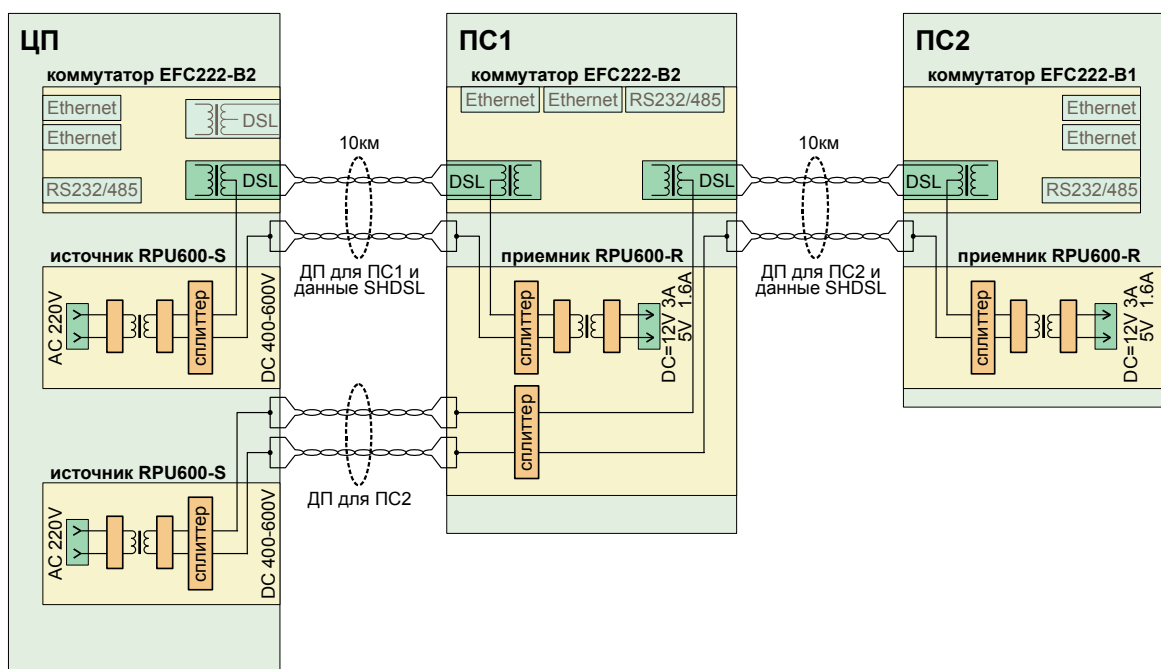 ЦП
коммутатор EFC222-B2
Ethernet
Ethernet
DSL
DSL
RS232/485
источник RPU600-S
AC 220V
сплиттер
DC 400-600V
источник RPU600-S
AC 220V
сплиттер
DC 400-600V
10км
ДП для ПС1 и
данные SHDSL
ДП для ПС2
ПС1
коммутатор EFC222-B2
Ethernet
Ethernet
RS232/485
DSL
DSL
приемник RPU600-R
сплиттер
DC=12V 3A
5V 1.6A
сплиттер
10км
ДП для ПС2 и
данные SHDSL
ПС2
коммутатор EFC222-B1
Ethernet
Ethernet
DSL
RS232/485
приемник RPU600-R
сплиттер
DC=12V 3A
5V 1.6A